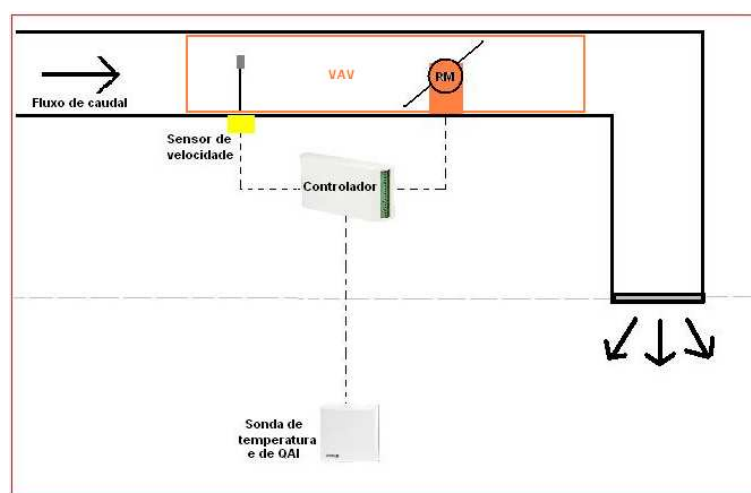 VAV
RM
Fluxo de caudal
Sensor de
velocidade
Controlador
Sonda de
temperatura
e de QAI